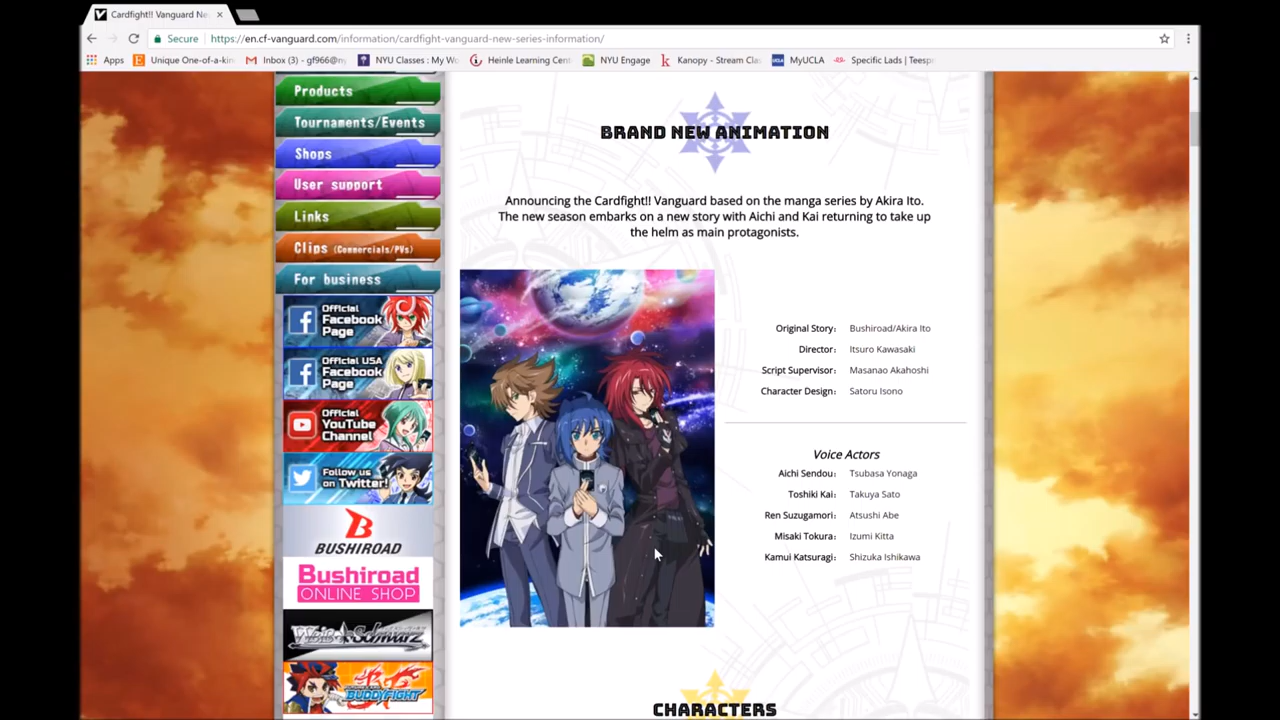 Cardfight!! Vanguard Ne
Secure
https://en.cf-vanguard.com/information/cardfight-vanguard-new-series-information/
Apps
Unique One-of-a-kin
Inbox (3) - gf966@ny
NYU Classes : My Wo
Heinle Learning Cent
NYU Engage
Kanopy - Stream Clas
MyUCLA
Specific Lads | Teesp
Products
Tournaments/Events
Shops
User support
Links
Clips (Commercials/PVs)
For business
Official
Facebook
Page
Official USA
Facebook
Page
Official
YouTube
Channel
Follow us
on Twitter!
BUSHIROAD
Bushiroad
ONLINE SHOP
Weiß Schwarz
BUDDYFIGHT
BRAND NEW ANIMATION
Announcing the Cardfight!! Vanguard based on the manga series by Akira Ito.
The new season embarks on a new story with Aichi and Kai returning to take up
the helm as main protagonists.
Original Story: Bushiroad/Akira Ito
Director: Itsuro Kawasaki
Script Supervisor: Masanao Akahoshi
Character Design: Satoru Isono
Voice Actors
Aichi Sendou: Tsubasa Yonaga
Toshiki Kai: Takuya Sato
Ren Suzugamori: Atsushi Abe
Misaki Tokura: Izumi Kitta
Kamui Katsuragi: Shizuka Ishikawa
CHARACTERS